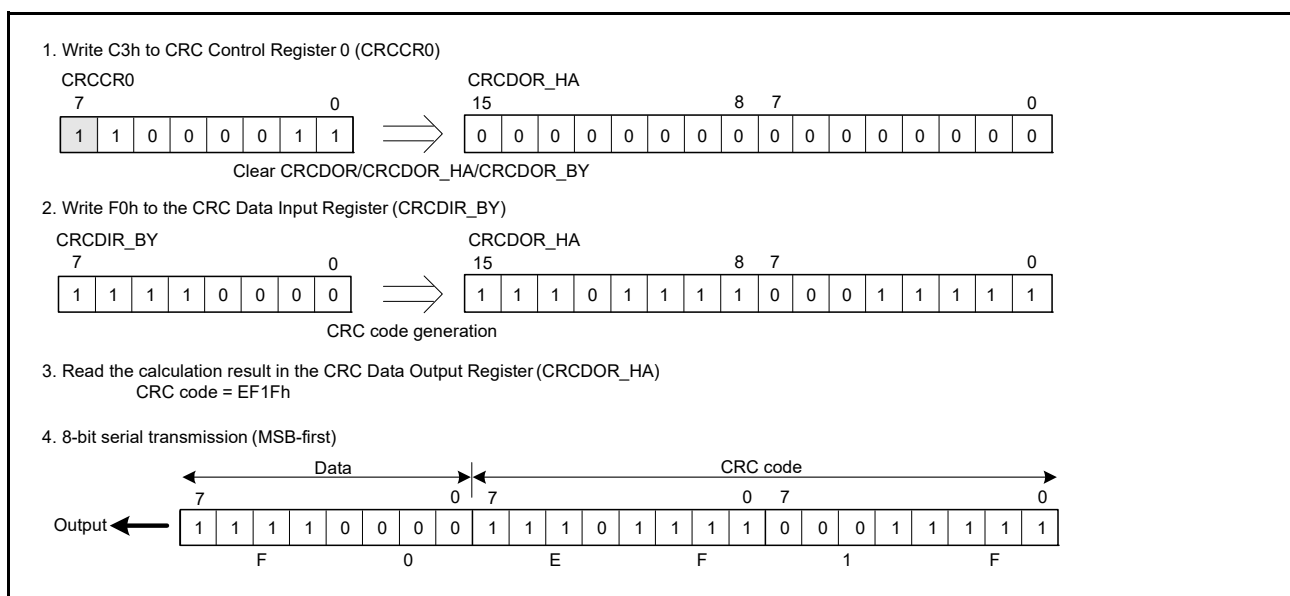 1. Write C3h to CRC Control Register 0 (CRCCR0)
CRCCR0 CRCDOR_HA
7 0 15 8 7 0
1 1 0 0 0 0 1 1 0 0 0 0 0 0 0 0 0 0 0 0 0 0 0 0
Clear CRCDOR/CRCDOR_HA/CRCDOR_BY
2. Write F0h to the CRC Data Input Register (CRCDIR_BY)
CRCDIR_BY CRCDOR_HA
7 0 15 8 7 0
1 1 1 1 0 0 0 0 1 1 1 0 1 1 1 1 0 0 0 1 1 1 1 1
CRC code generation
3. Read the calculation result in the CRC Data Output Register (CRCDOR_HA)
CRC code = EF1Fh
4. 8-bit serial transmission (MSB-first)
Data CRC code
7 0 7 0 7 0
Output 1 1 1 1 0 0 0 0 1 1 1 0 1 1 1 1 0 0 0 1 1 1 1 1
F 0 E F 1 F